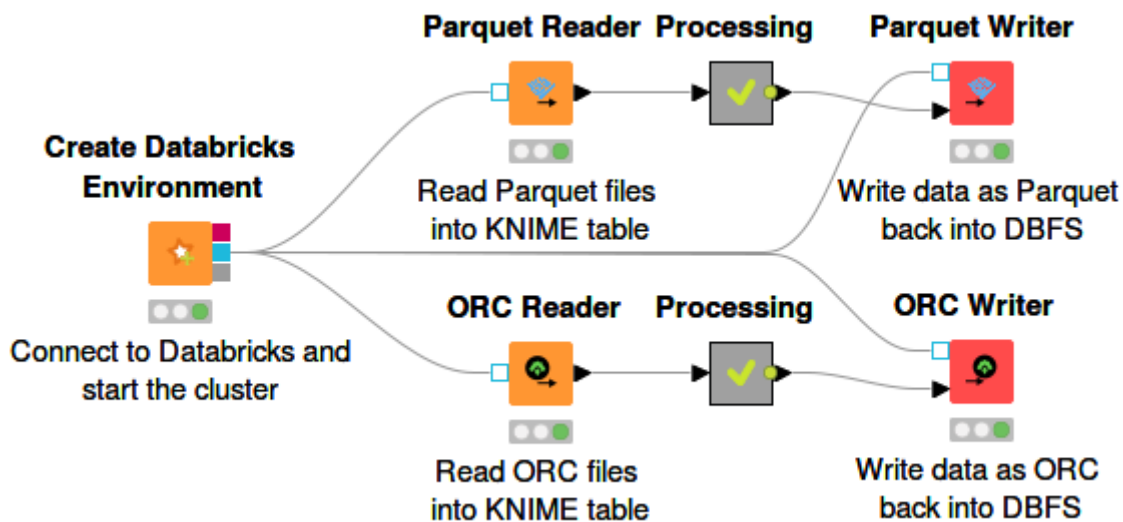 Parquet Reader
Processing
Parquet Writer
Create Databricks
Environment
Read Parquet files
into KNIME table
Write data as Parquet
back into DBFS
ORC Reader
Processing
ORC Writer
Connect to Databricks and
start the cluster
Read ORC files
into KNIME table
Write data as ORC
back into DBFS